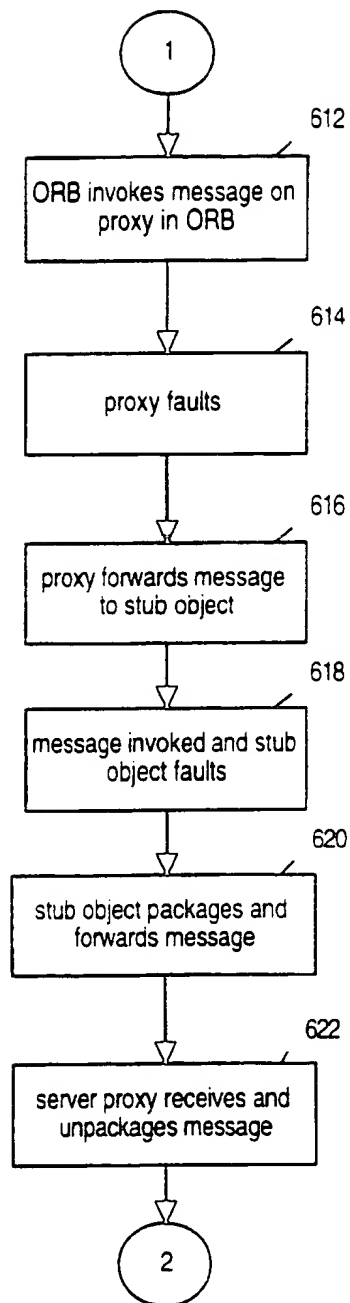 1
612
ORB invokes message on
proxy in ORB
614
proxy faults
616
proxy forwards message
to stub object
618
message invoked and stub
object faults
620
stub object packages and
forwards message
622
server proxy receives and
unpackages message
2